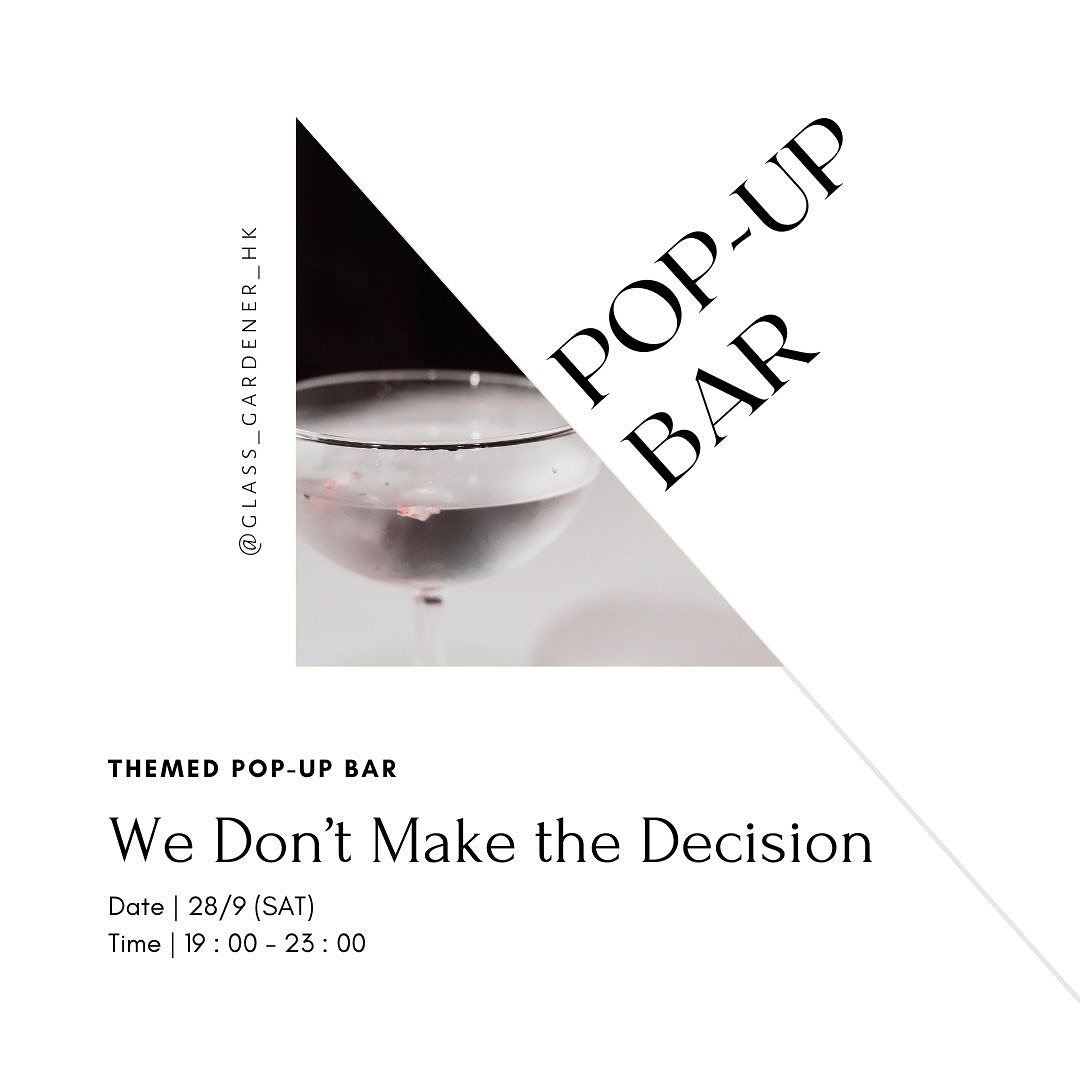 POP-UP
BAR
@GLASS_GARDENER_HK
THEMED POP-UP BAR
We Don’t Make the Decision
Date | 28/9 (SAT)
Time | 19 : 00 - 23 : 00